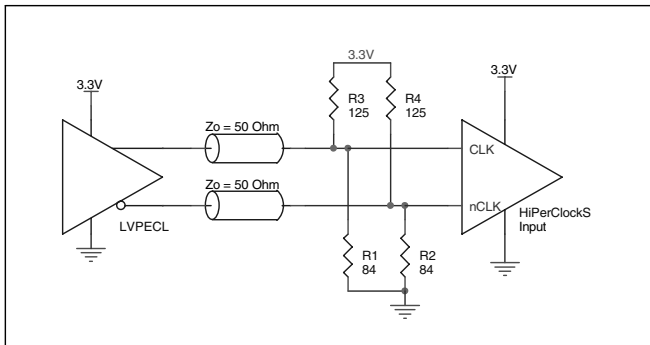 3.3V
3.3V
3.3V
R3
125
R4
125
Zo = 50 Ohm
CLK
Zo = 50 Ohm
nCLK
HiPerClockS
Input
LVPECL
R1
84
R2
84